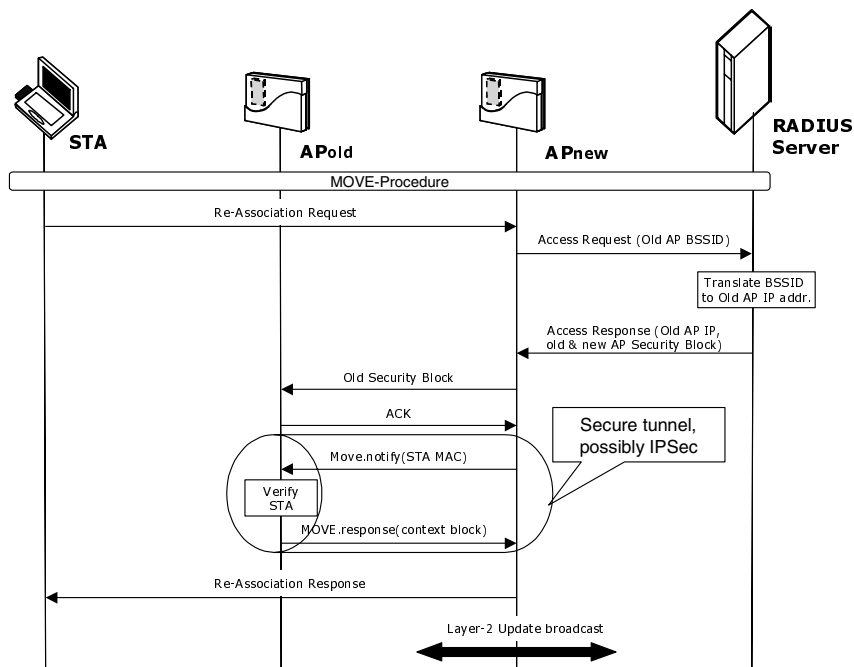 STA
APold
APnew
RADIUS
Server
MOVE-Procedure
Re-Association Request
Access Request (Old AP BSSID)
Translate BSSID
to Old AP IP addr.
Access Response (Old AP IP,
old & new AP Security Block)
Old Security Block
ACK
Secure tunnel,
possibly IPSec
Move.notify(STA MAC)
Verify
STA
MOVE.response(context block)
Re-Association Response
Layer-2 Update broadcast